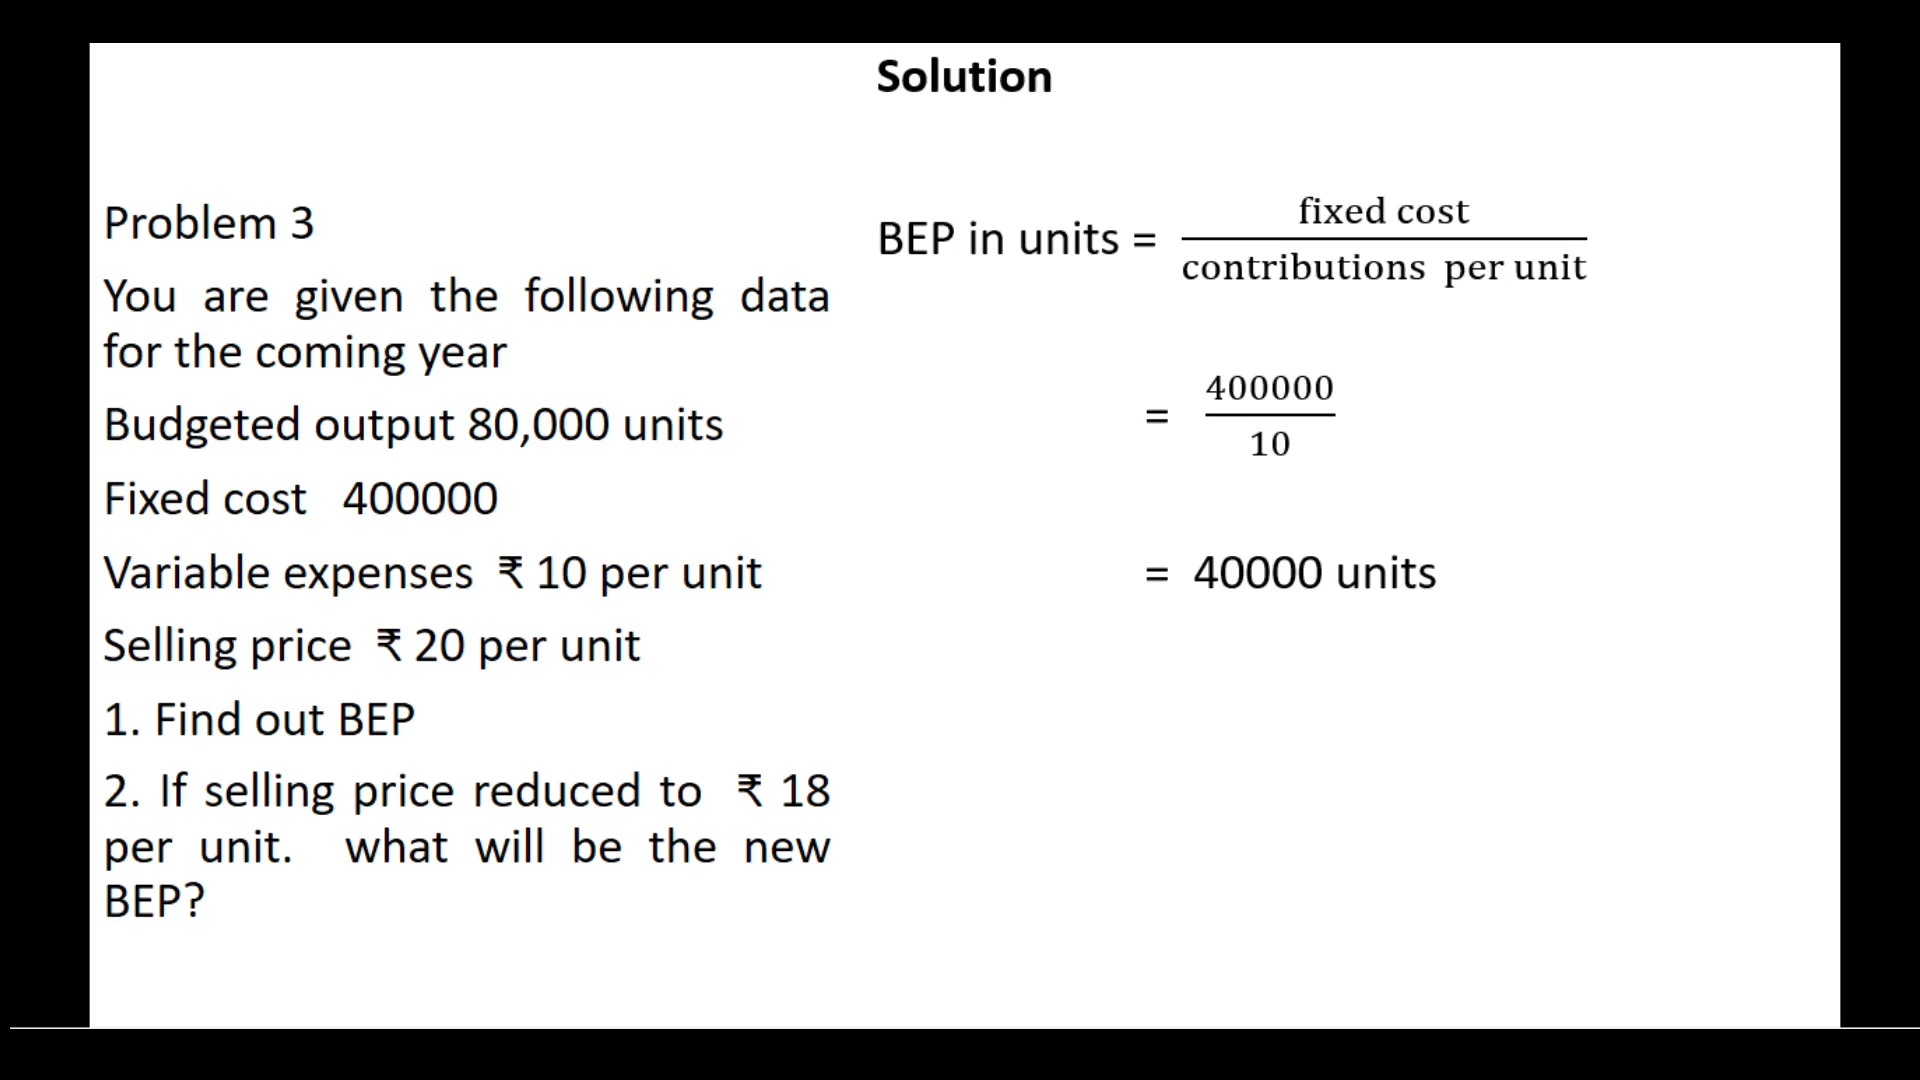 Solution
Problem 3
You are given the following data
for the coming year
Budgeted output 80,000 units
Fixed cost 400000
Variable expenses ₹ 10 per unit
Selling price ₹ 20 per unit
1. Find out BEP
2. If selling price reduced to ₹ 18
per unit. what will be the new
BEP?
BEP in units = fixed cost
contributions per unit
= 400000
10
= 40000 units